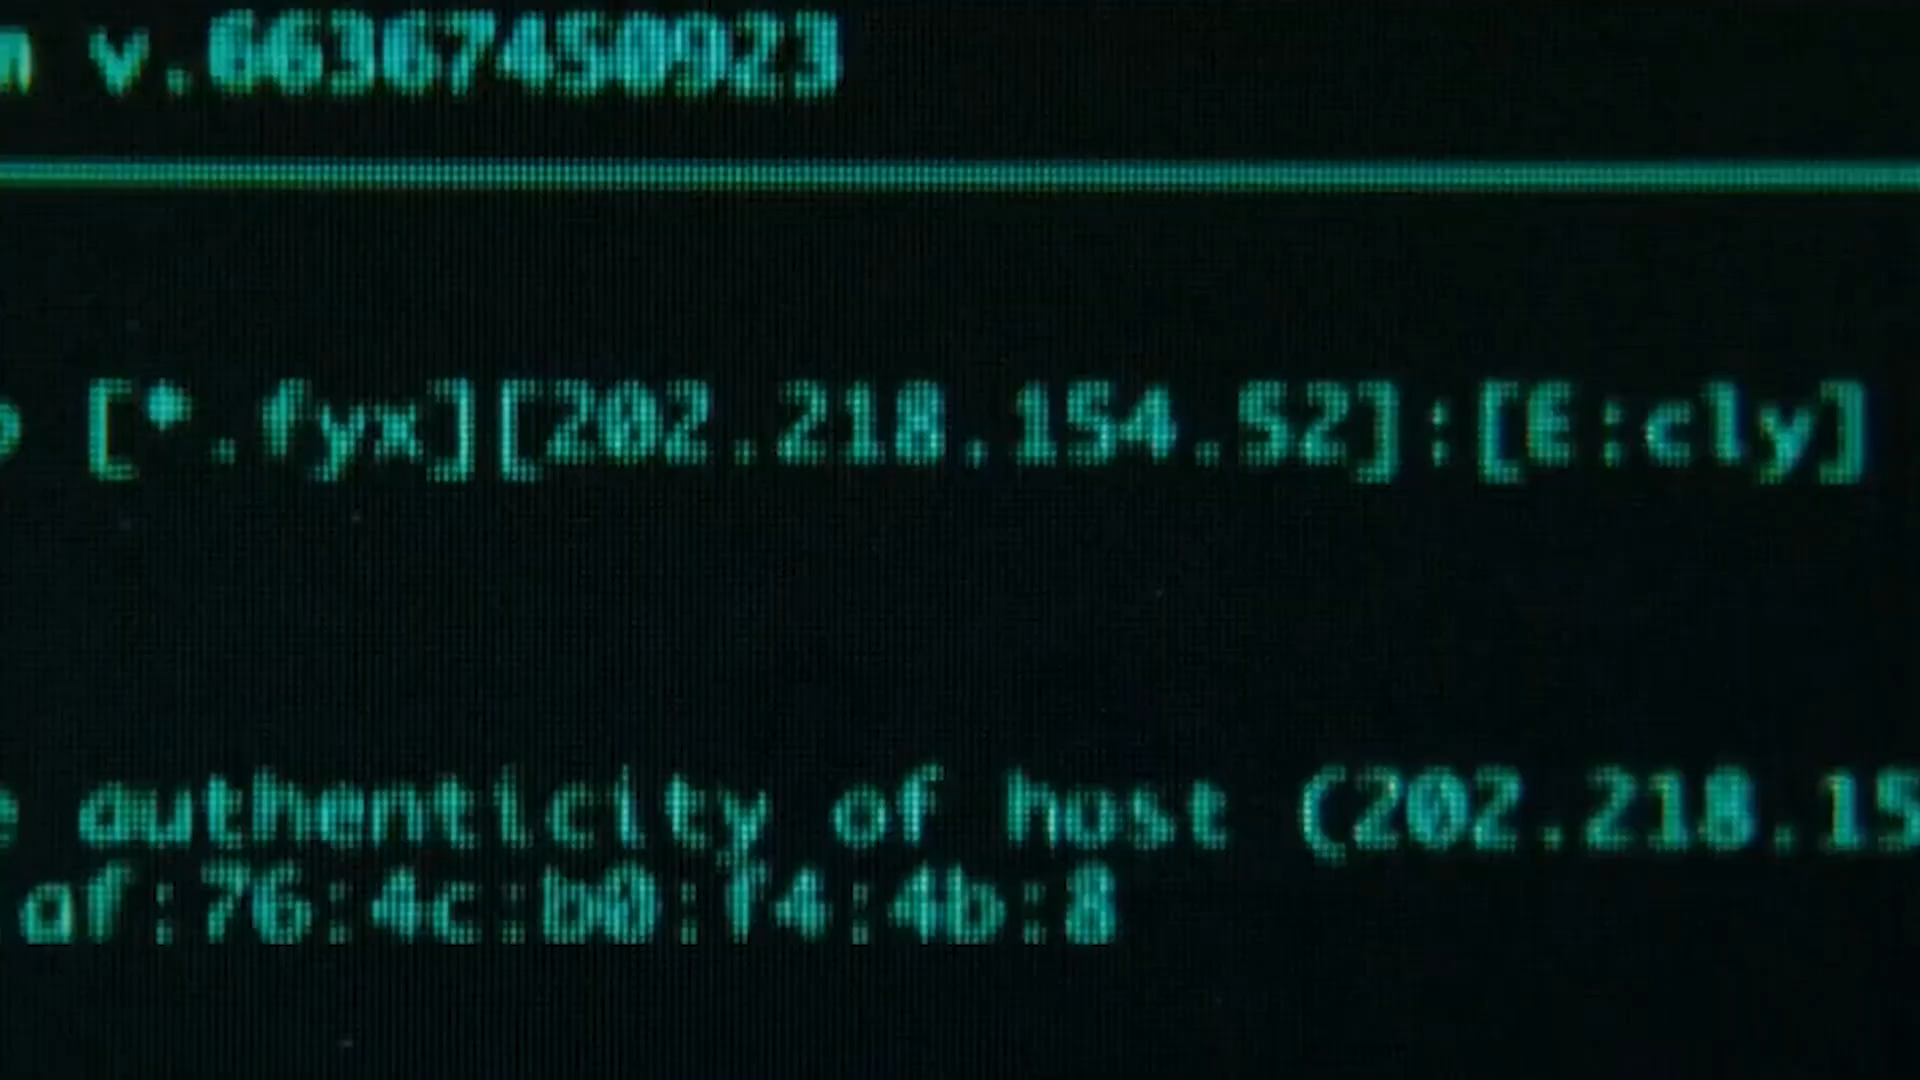 v.66367450923
[*.fyx][202.218.154.52]:[E:cly]
authenticity of host (202.218.15
af:76:4c:b0:f4:4b:8